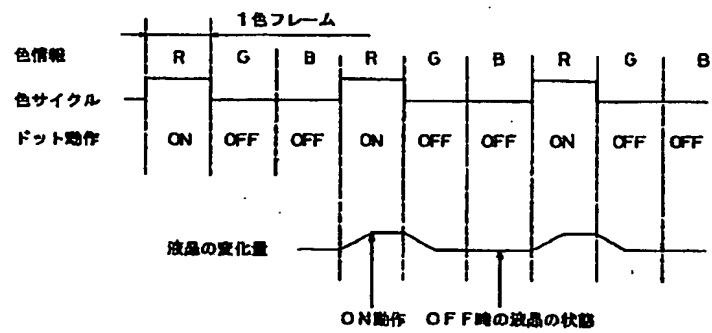 1色フレーム
色情報 R G B R G B R G B
色サイクル
ドット動作 ON OFF OFF ON OFF OFF ON OFF OFF
液晶の変化量
ON動作 OFF時の液晶の状態